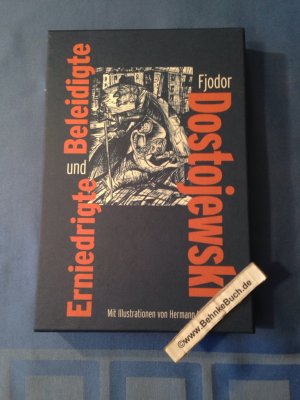 Fjodor
Dostojewski
Erniedrigte
und
Beleidigte
Mit Illustrationen von Hermann
©www.BehnkeBuch.de